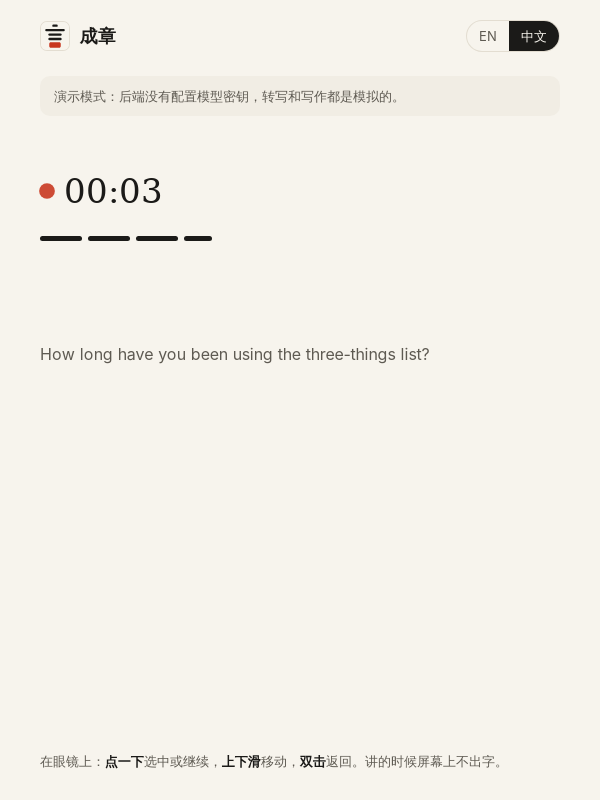 成章
EN 中文
演示模式：后端没有配置模型密钥，转写和写作都是模拟的。
00:03
How long have you been using the three-things list?
在眼镜上：点一下选中或继续，上下滑移动，双击返回。讲的时候屏幕上不出字。